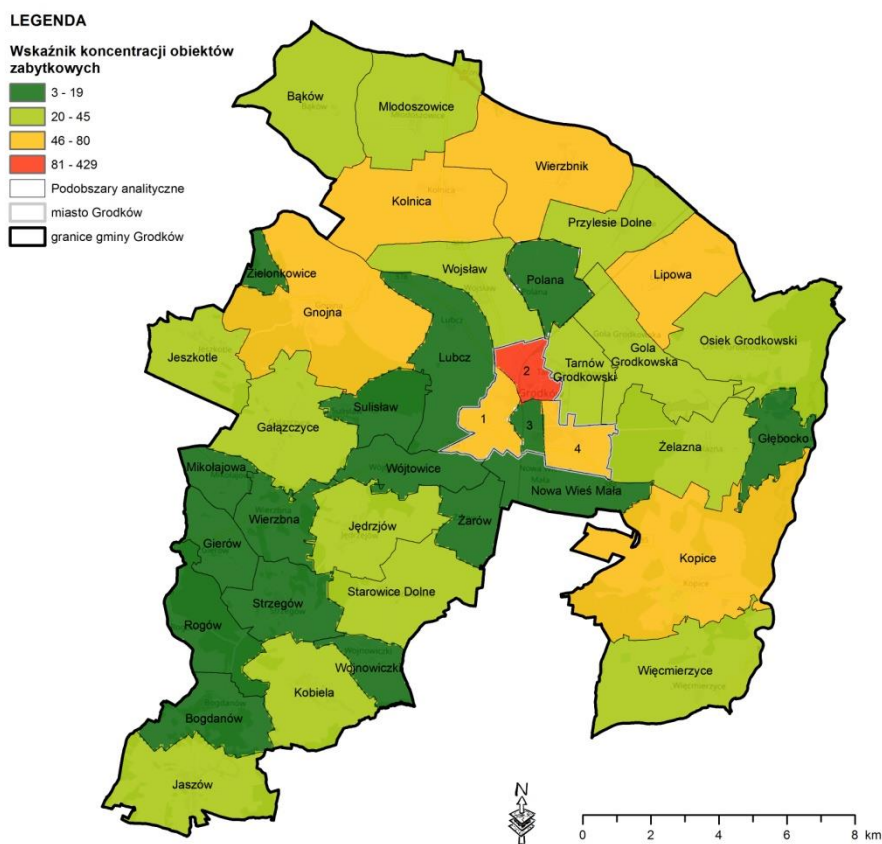 LEGENDA
Wskaźnik koncentracji obiektów
zabytkowych
3 - 19
20 - 45
46 - 80
81 - 429
Podobszary analityczne
miasto Grodków
granice gminy Grodków
Bąków
Młodoszowice
Wierzbnik
Kolnica
Przylesie Dolne
Zielonkowice
Wojsław
Polana
Lipowa
Gnojna
Jeszkotle
Lubcz
2
Tarnów
Grodkowski
Gola
Grodkowska
Osiek Grodkowski
Sulisław
1
3
4
Gałązczyce
Żelazna
Głębocko
Mikołajowa
Wójtowice
Nowa Wieś Mała
Wierzbna
Jędrzjów
Żarów
Gierów
Kopice
Starowice Dolne
Strzegów
Rogów
Wojnowiczki
Więcmierzyce
Kobiela
Bogdanów
Jaszów
N
0 2 4 6 8 km